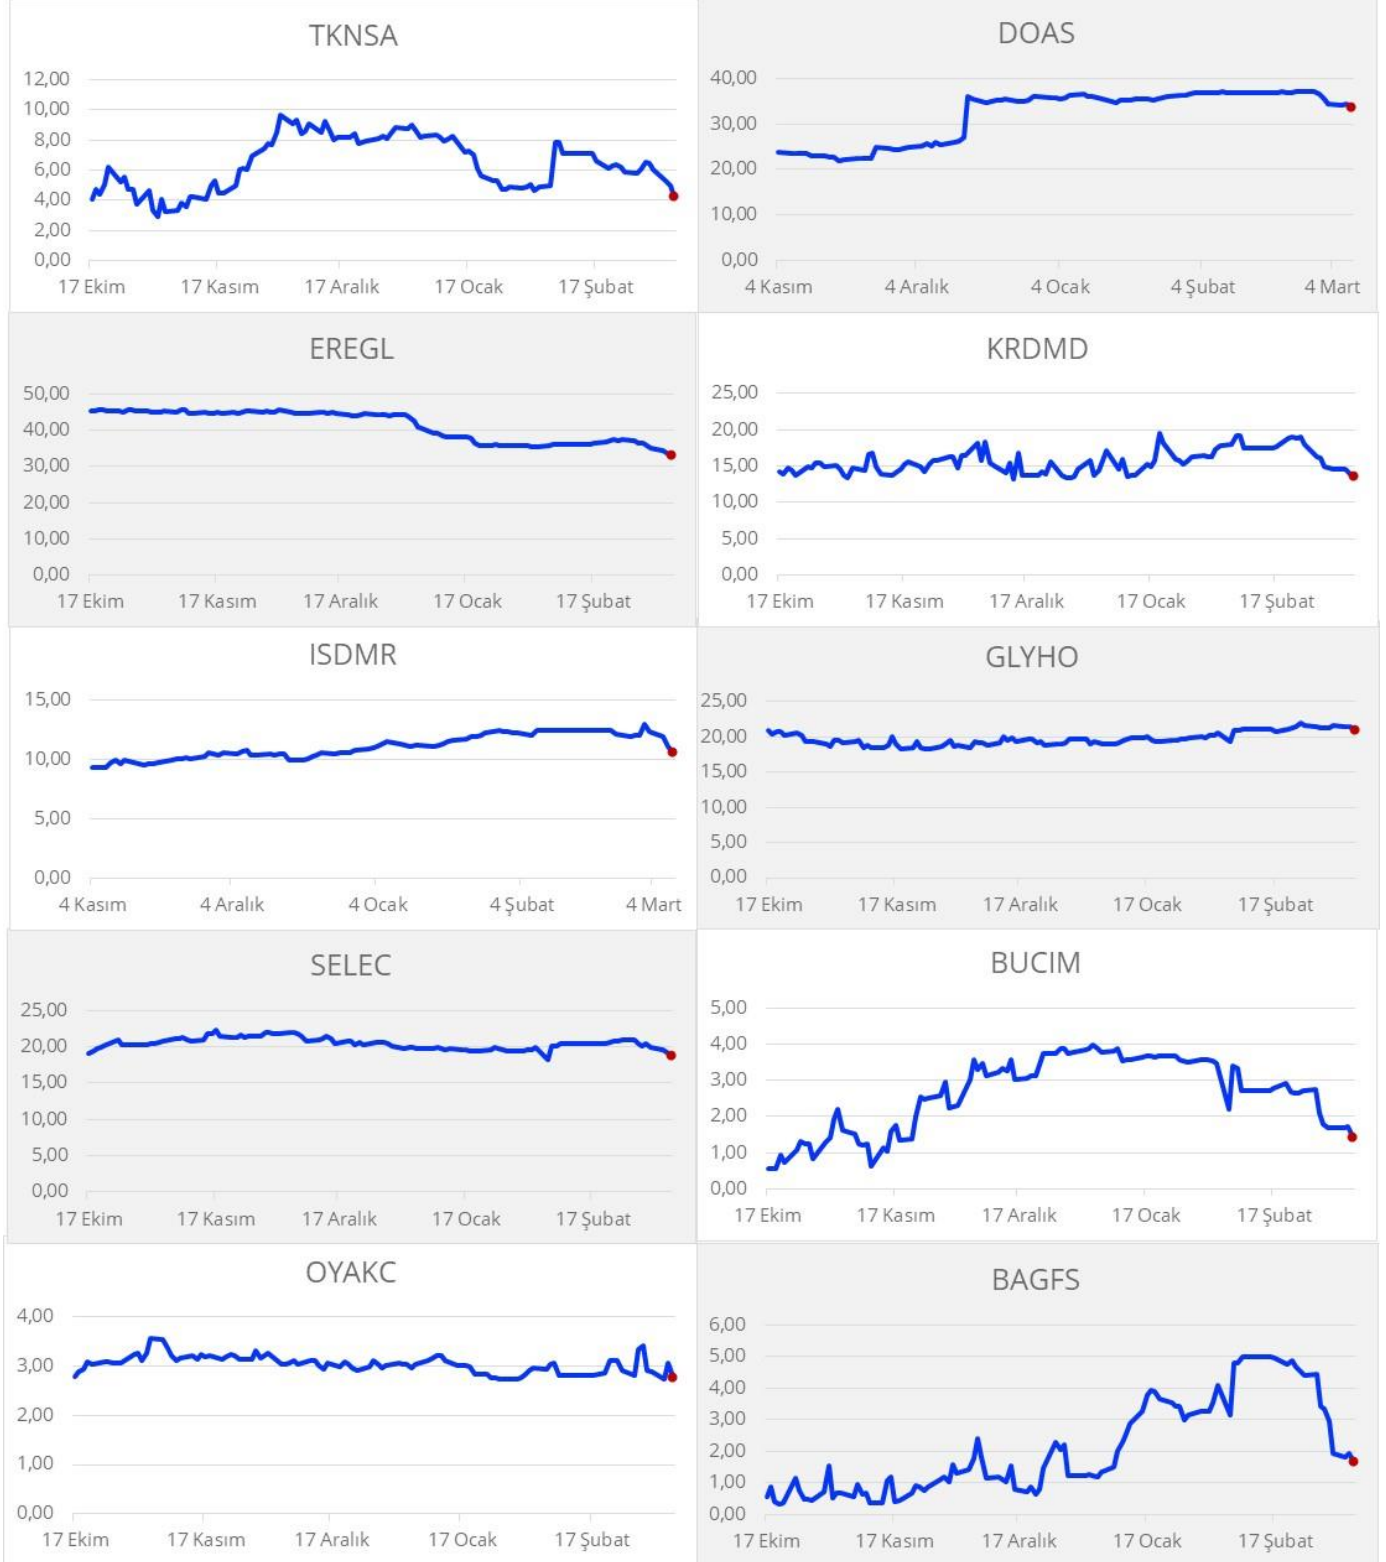 TKNSA
12,00
10,00
8,00
6,00
4,00
2,00
0,00
17 Ekim 17 Kasım 17 Aralık 17 Ocak 17 Şubat
DOAS
40,00
30,00
20,00
10,00
0,00
4 Kasım 4 Aralık 4 Ocak 4 Şubat 4 Mart
EREGL
50,00
40,00
30,00
20,00
10,00
0,00
17 Ekim 17 Kasım 17 Aralık 17 Ocak 17 Şubat
KRDMD
25,00
20,00
15,00
10,00
5,00
0,00
17 Ekim 17 Kasım 17 Aralık 17 Ocak 17 Şubat
ISDMR
15,00
10,00
5,00
0,00
4 Kasım 4 Aralık 4 Ocak 4 Şubat 4 Mart
GLYHO
25,00
20,00
15,00
10,00
5,00
0,00
17 Ekim 17 Kasım 17 Aralık 17 Ocak 17 Şubat
SELEC
25,00
20,00
15,00
10,00
5,00
0,00
17 Ekim 17 Kasım 17 Aralık 17 Ocak 17 Şubat
BUCIM
5,00
4,00
3,00
2,00
1,00
0,00
17 Ekim 17 Kasım 17 Aralık 17 Ocak 17 Şubat
OYAKC
4,00
3,00
2,00
1,00
0,00
17 Ekim 17 Kasım 17 Aralık 17 Ocak 17 Şubat
BAGFS
6,00
5,00
4,00
3,00
2,00
1,00
0,00
17 Ekim 17 Kasım 17 Aralık 17 Ocak 17 Şubat